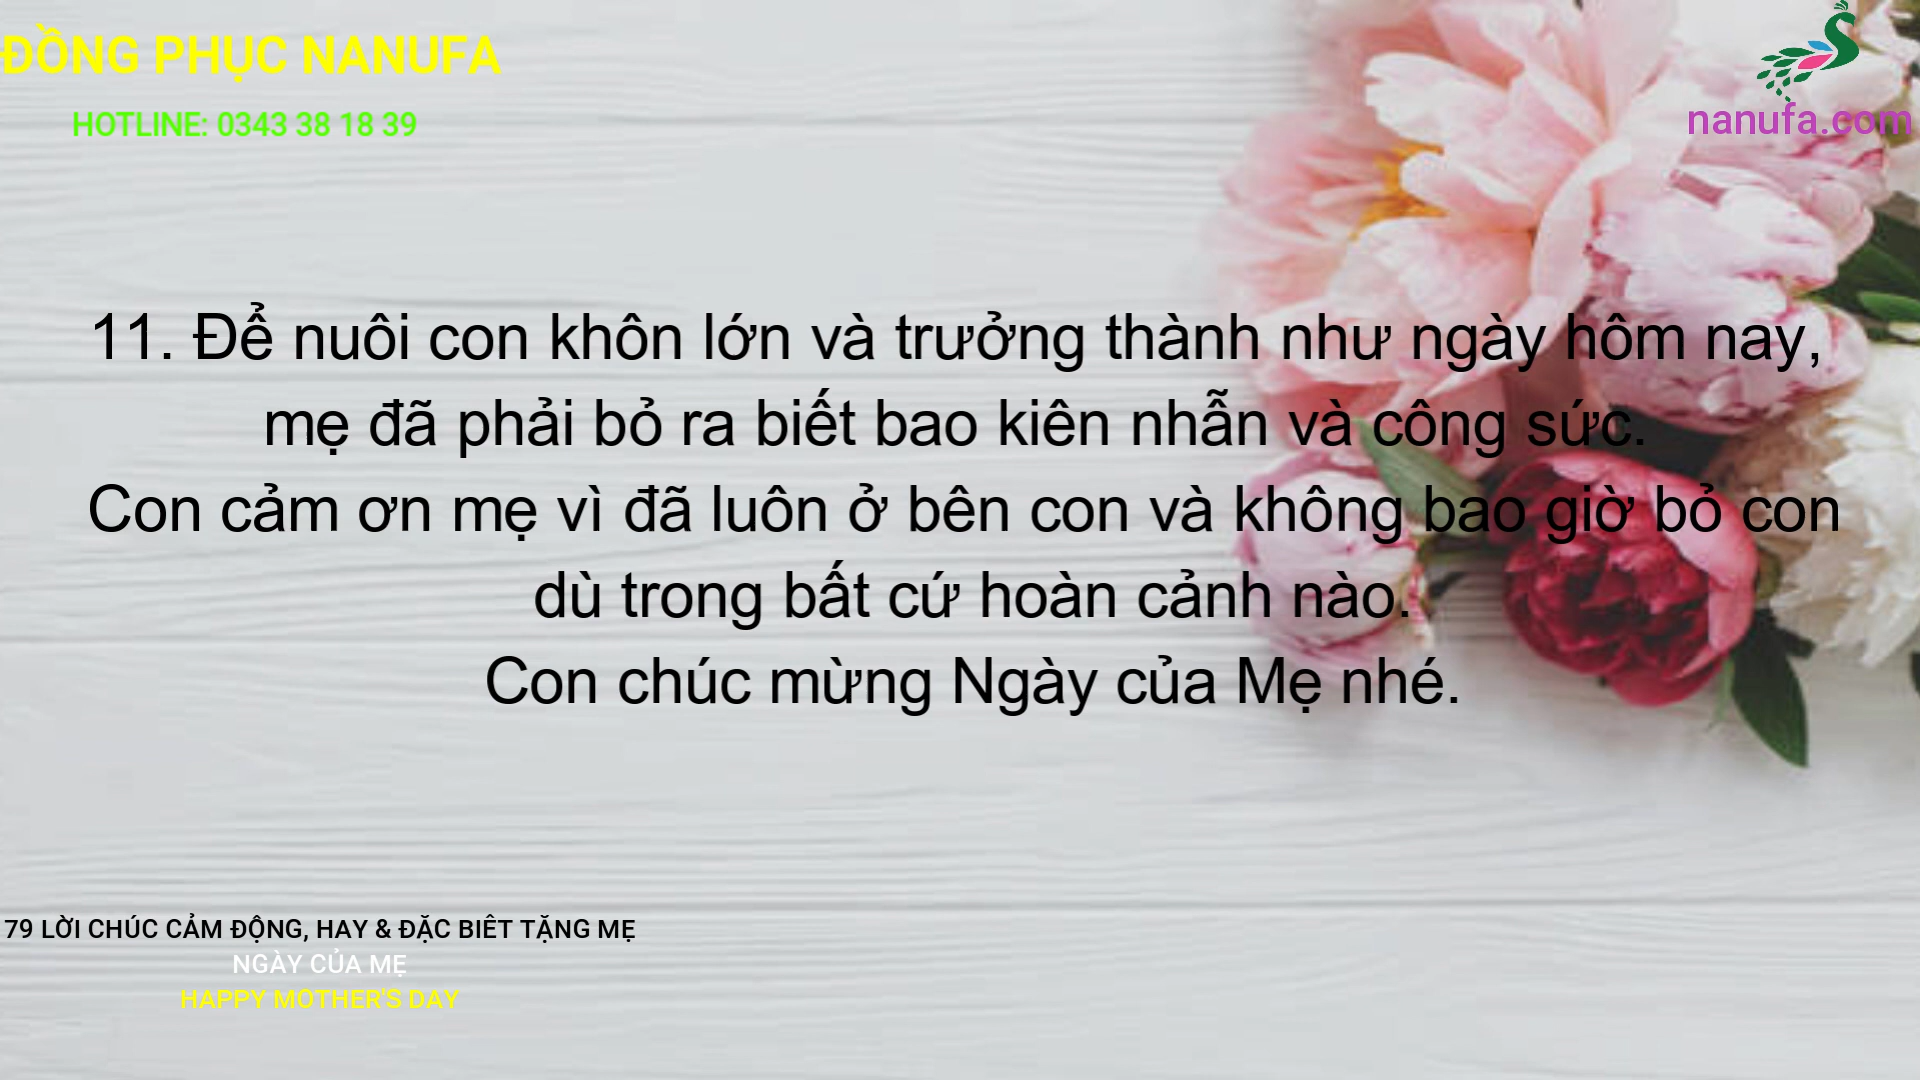 ĐỒNG PHỤC NANUFA
HOTLINE: 0343 38 18 39
nanufa.com
11. Để nuôi con khôn lớn và trưởng thành như ngày hôm nay,
mẹ đã phải bỏ ra biết bao kiên nhẫn và công sức.
Con cảm ơn mẹ vì đã luôn ở bên con và không bao giờ bỏ con
dù trong bất cứ hoàn cảnh nào.
Con chúc mừng Ngày của Mẹ nhé.
79 LỜI CHÚC CẢM ĐỘNG, HAY & ĐẶC BIÊT TẶNG MẸ
NGÀY CỦA MẸ
HAPPY MOTHER'S DAY